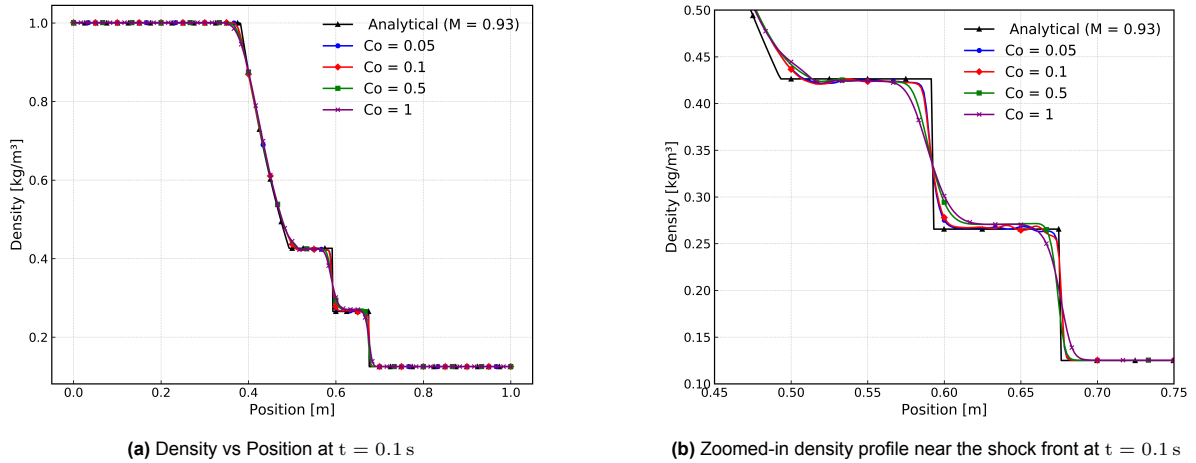 Density [kg/m³]
1.0
0.8
0.6
0.4
0.2
0.0
0.2
0.4
0.6
0.8
1.0
Position [m]
Analytical (M = 0.93)
Co = 0.05
Co = 0.1
Co = 0.5
Co = 1
(a) Density vs Position at t = 0.1 s
Density [kg/m³]
0.50
0.45
0.40
0.35
0.30
0.25
0.20
0.15
0.10
0.45
0.50
0.55
0.60
0.65
0.70
0.75
Position [m]
Analytical (M = 0.93)
Co = 0.05
Co = 0.1
Co = 0.5
Co = 1
(b) Zoomed-in density profile near the shock front at t = 0.1 s